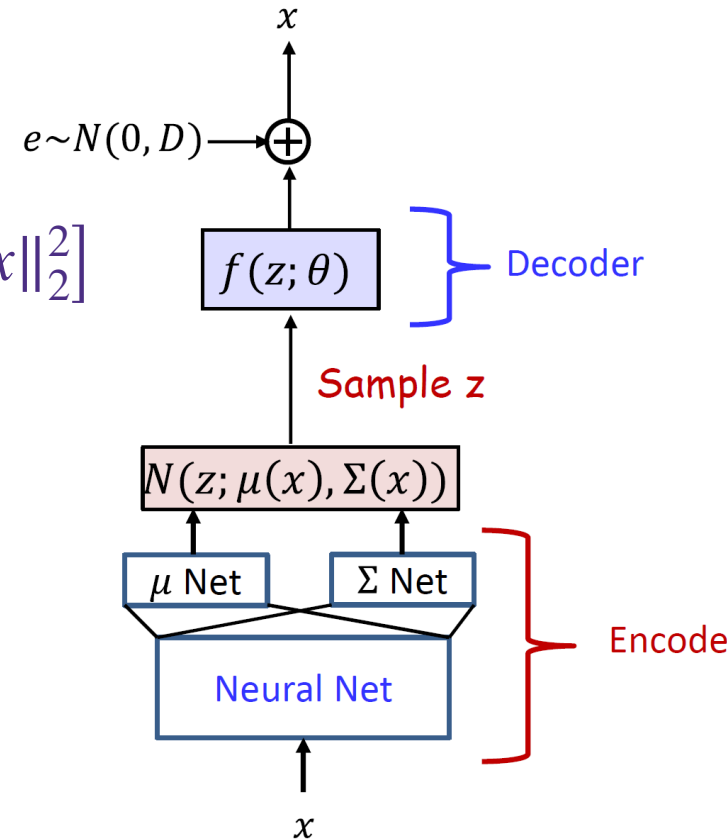 x
e~N(0, D)
+
x‖₂²]
f(z; θ)
Decoder
Sample z
N(z; μ(x), Σ(x))
μ Net
Σ Net
Encode
Neural Net
x